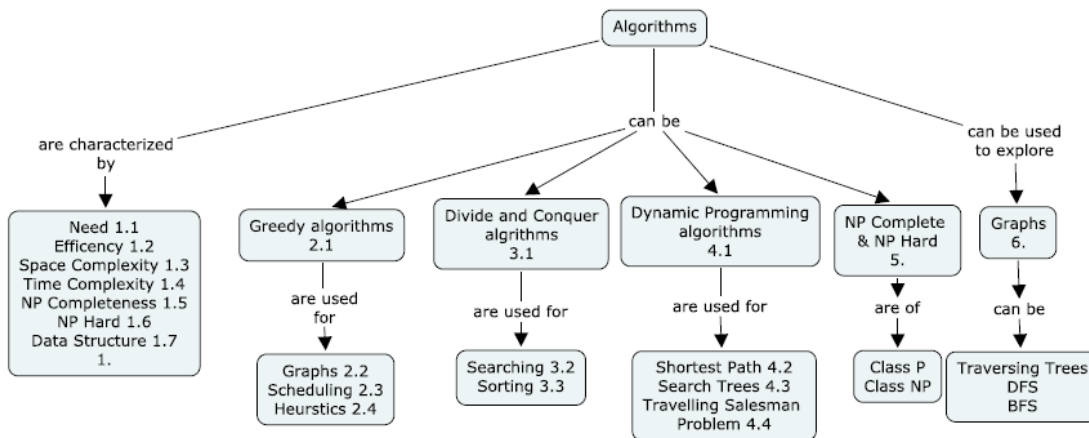 Algorithms
are characterized
by
can be
can be used
to explore
Need 1.1
Efficency 1.2
Space Complexity 1.3
Time Complexity 1.4
NP Completeness 1.5
NP Hard 1.6
Data Structure 1.7
1.
Greedy algorithms
2.1
Divide and Conquer
algorithms
3.1
Dynamic Programming
algorithms
4.1
NP Complete
& NP Hard
5.
Graphs
6.
are used
for
are used for
are used for
are of
can be
Graphs 2.2
Scheduling 2.3
Heurstics 2.4
Searching 3.2
Sorting 3.3
Shortest Path 4.2
Search Trees 4.3
Travelling Salesman
Problem 4.4
Class P
Class NP
Traversing Trees
DFS
BFS